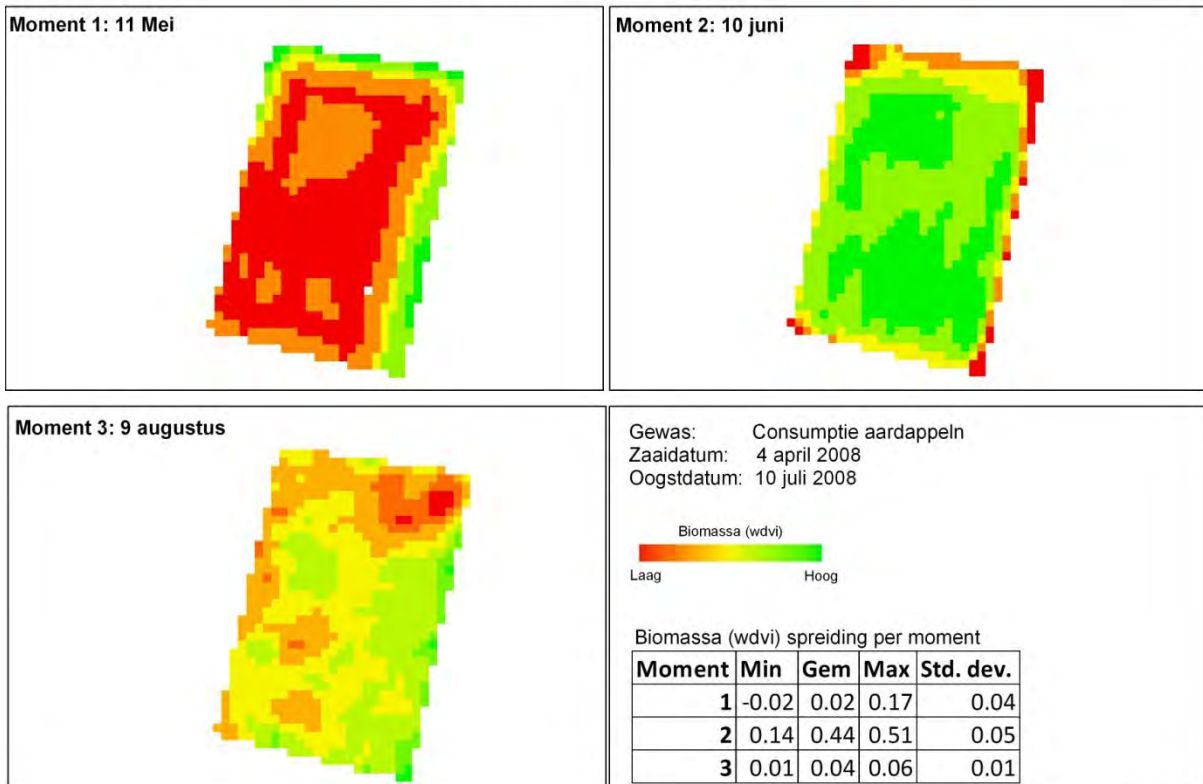 Moment 1: 11 Mei
Moment 2: 10 juni
Moment 3: 9 augustus
Gewas: Consumptie aardappeln
Zaaidatum: 4 april 2008
Oogstdatum: 10 juli 2008
Biomassa (wdvi)
Laag Hoog
Biomassa (wdvi) spreiding per moment
Moment Min Gem Max Std. dev.
1 -0.02 0.02 0.17 0.04
2 0.14 0.44 0.51 0.05
3 0.01 0.04 0.06 0.01